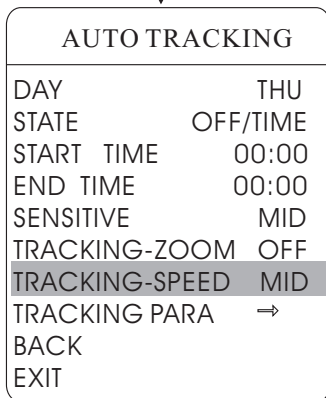 AUTO TRACKING
DAY THU
STATE OFF/TIME
START TIME 00:00
END TIME 00:00
SENSITIVE MID
TRACKING-ZOOM OFF
TRACKING-SPEED MID
TRACKING PARA ⇒
BACK
EXIT